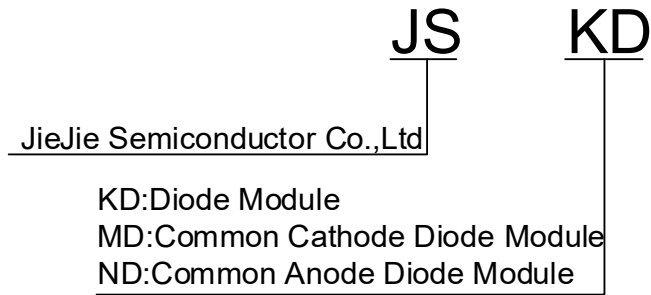 JS KD
JieJie Semiconductor Co.,Ltd
KD:Diode Module
MD:Common Cathode Diode Module
ND:Common Anode Diode Module